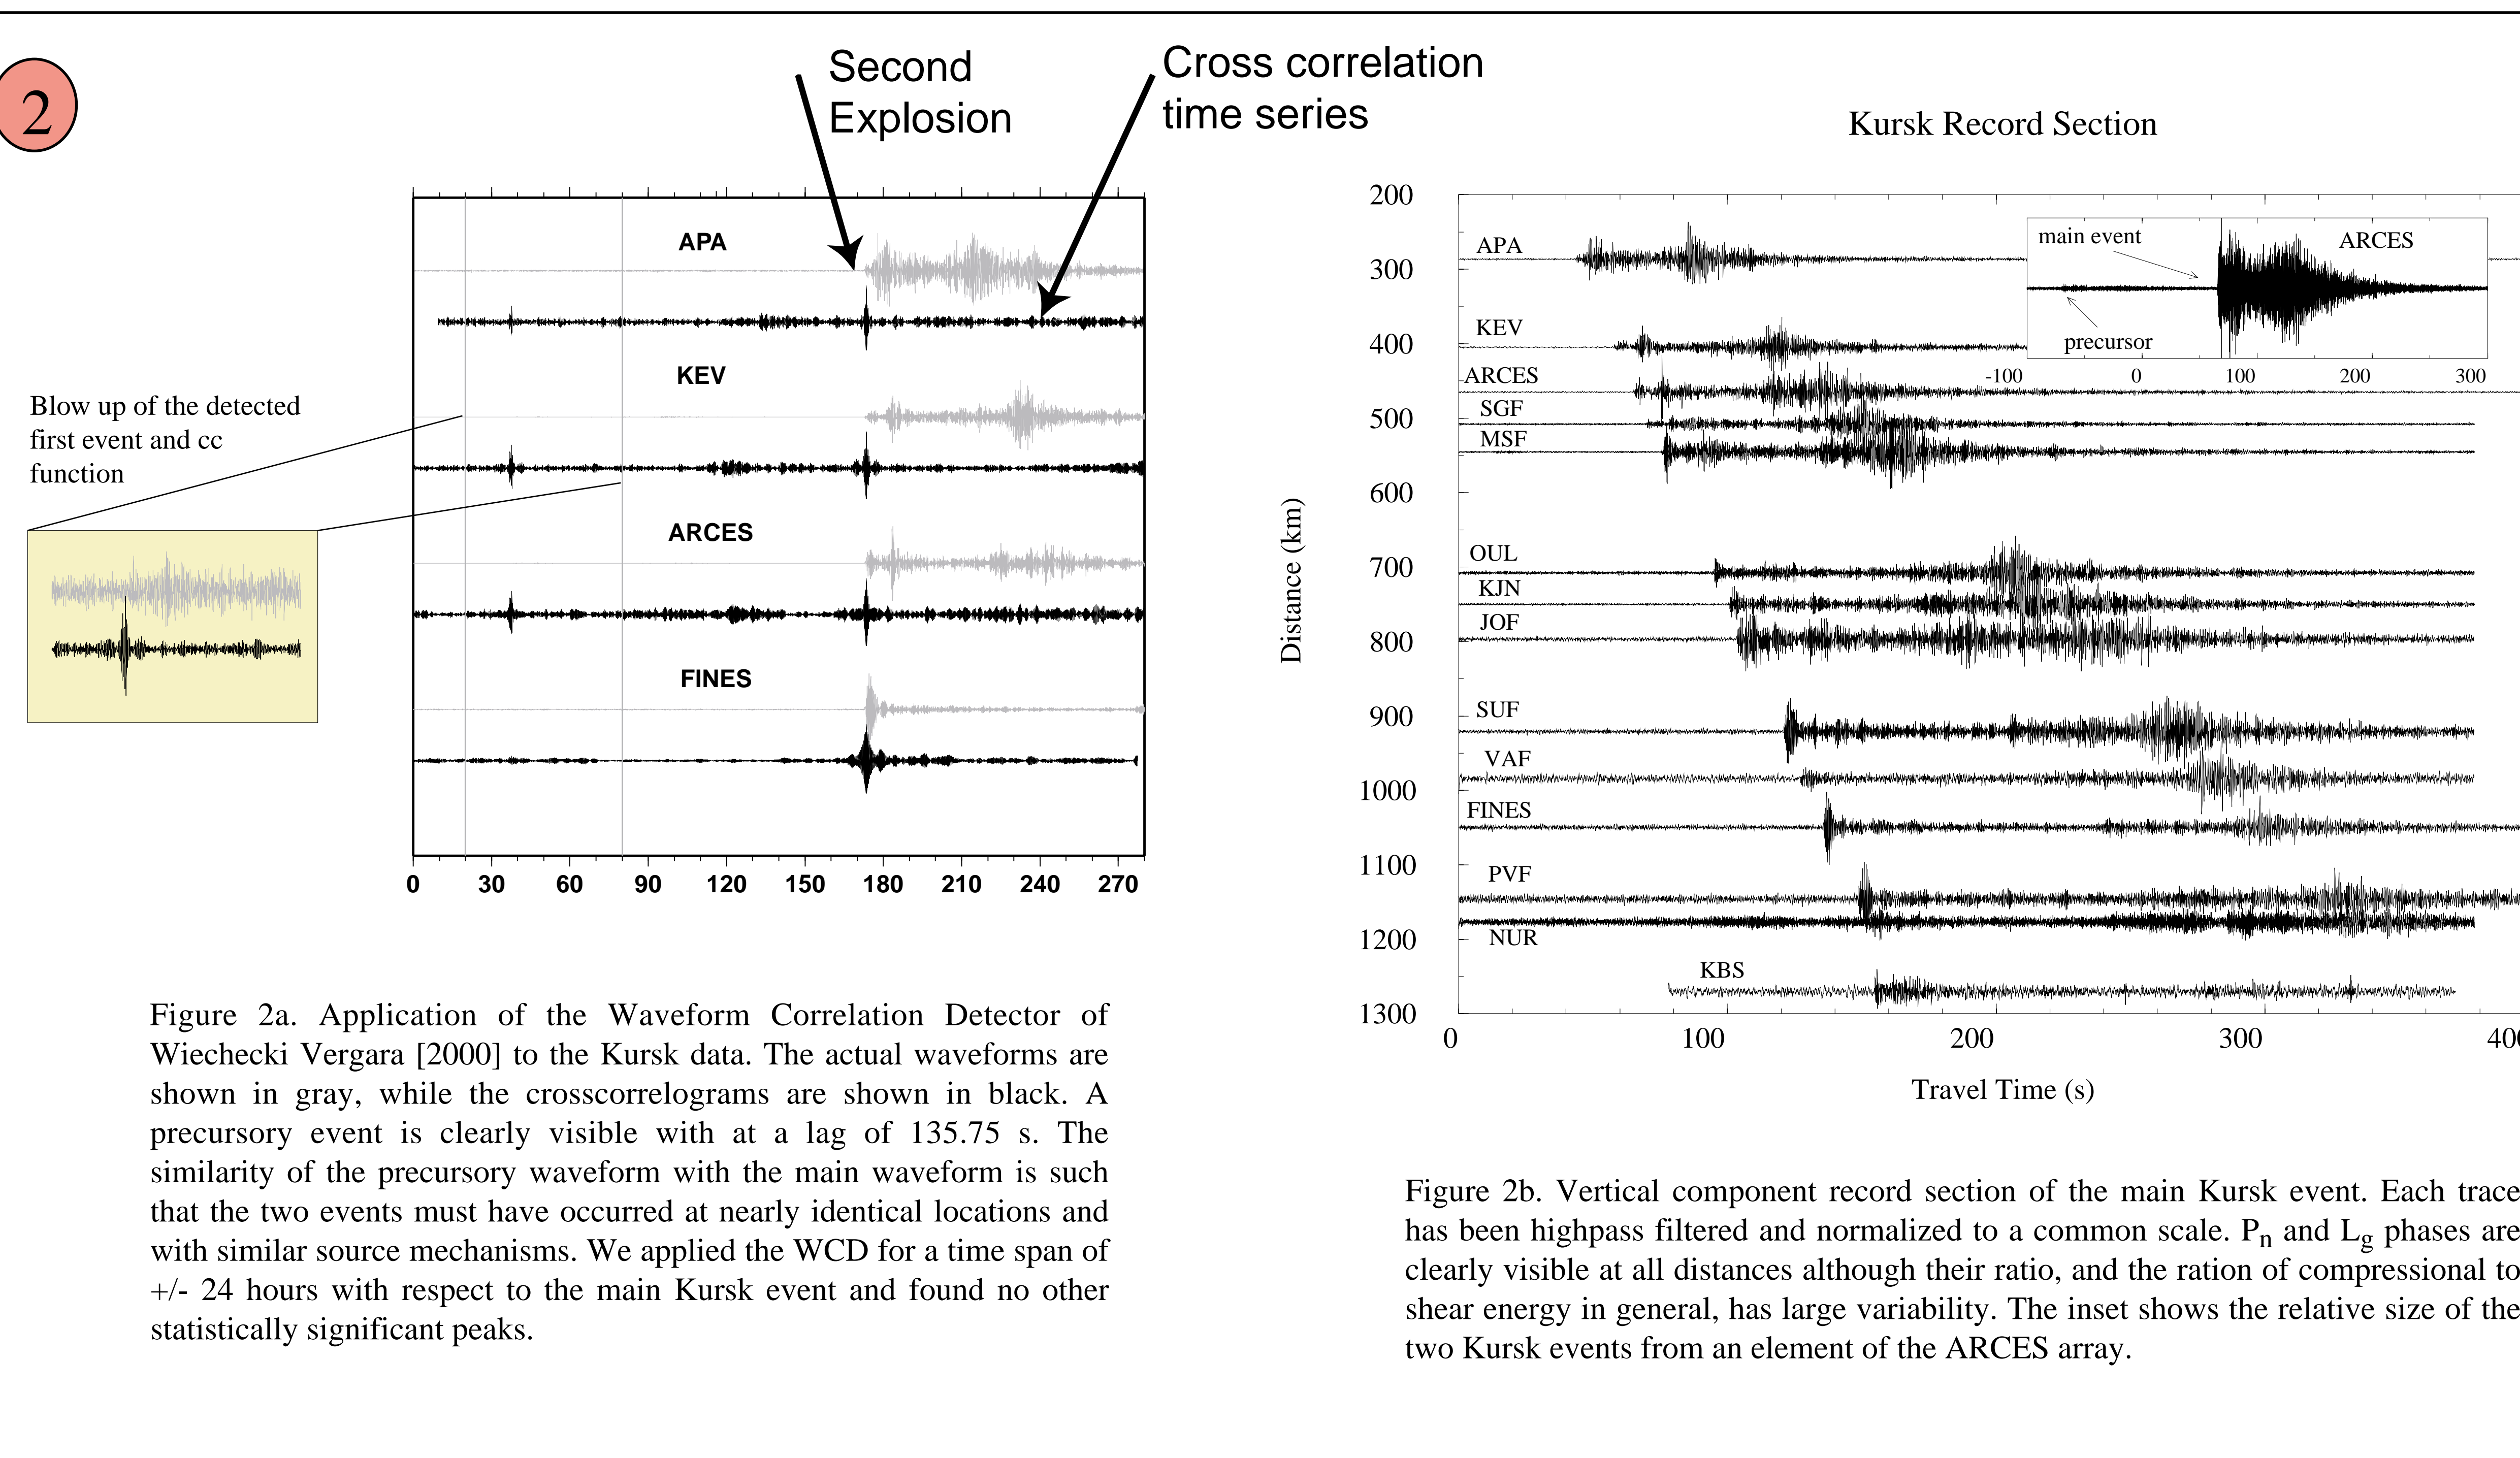 2
Second
Explosion
Cross correlation
time series
APA
KEV
ARCES
FINES
0 30 60 90 120 150 180 210 240 270
Blow up of the detected
first event and cc
function
Figure 2a. Application of the Waveform Correlation Detector of
Wiechecki Vergara [2000] to the Kursk data. The actual waveforms are
shown in gray, while the crosscorrelograms are shown in black. A
precursory event is clearly visible with at a lag of 135.75 s. The
similarity of the precursory waveform with the main waveform is such
that the two events must have occurred at nearly identical locations and
with similar source mechanisms. We applied the WCD for a time span of
+/- 24 hours with respect to the main Kursk event and found no other
statistically significant peaks.
Kursk Record Section
Distance (km)
200
300
400
500
600
700
800
900
1000
1100
1200
1300
APA
KEV
ARCES
SGF
MSF
OUL
KJN
JOF
SUF
VAF
FINES
PVF
NUR
KBS
main event
ARCES
precursor
-100 0 100 200 300
0 100 200 300 400
Travel Time (s)
Figure 2b. Vertical component record section of the main Kursk event. Each trace
has been highpass filtered and normalized to a common scale. Pn and Lg phases are
clearly visible at all distances although their ratio, and the ration of compressional to
shear energy in general, has large variability. The inset shows the relative size of the
two Kursk events from an element of the ARCES array.